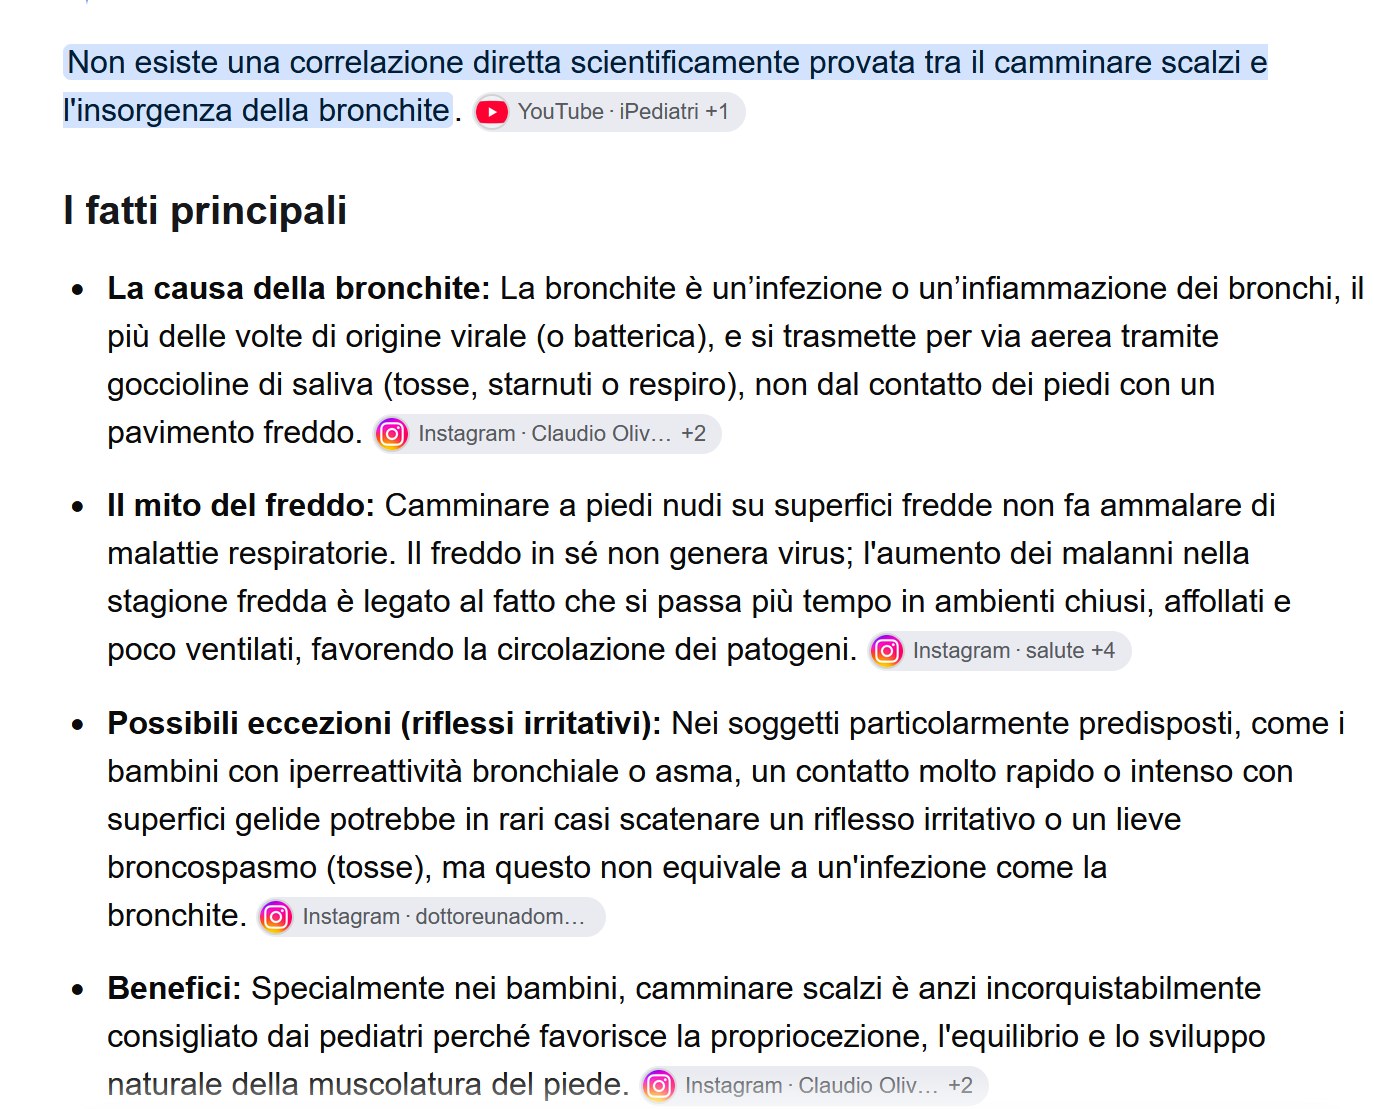 Non esiste una correlazione diretta scientificamente provata tra il camminare scalzi e
l'insorgenza della bronchite. YouTube · iPediatri +1
I fatti principali
• La causa della bronchite: La bronchite è un’infezione o un’infiammazione dei bronchi, il
più delle volte di origine virale (o batterica), e si trasmette per via aerea tramite
goccioline di saliva (tosse, starnuti o respiro), non dal contatto dei piedi con un
pavimento freddo. Instagram · Claudio Oliv… +2
• Il mito del freddo: Camminare a piedi nudi su superfici fredde non fa ammalare di
malattie respiratorie. Il freddo in sé non genera virus; l'aumento dei malanni nella
stagione fredda è legato al fatto che si passa più tempo in ambienti chiusi, affollati e
poco ventilati, favorendo la circolazione dei patogeni. Instagram · salute +4
• Possibili eccezioni (riflessi irritativi): Nei soggetti particolarmente predisposti, come i
bambini con iperreattività bronchiale o asma, un contatto molto rapido o intenso con
superfici gelide potrebbe in rari casi scatenare un riflesso irritativo o un lieve
broncospasmo (tosse), ma questo non equivale a un'infezione come la
bronchite. Instagram · dottoreunadom…
• Benefici: Specialmente nei bambini, camminare scalzi è anzi incorquistabilmente
consigliato dai pediatri perché favorisce la propriocezione, l'equilibrio e lo sviluppo
naturale della muscolatura del piede. Instagram · Claudio Oliv… +2